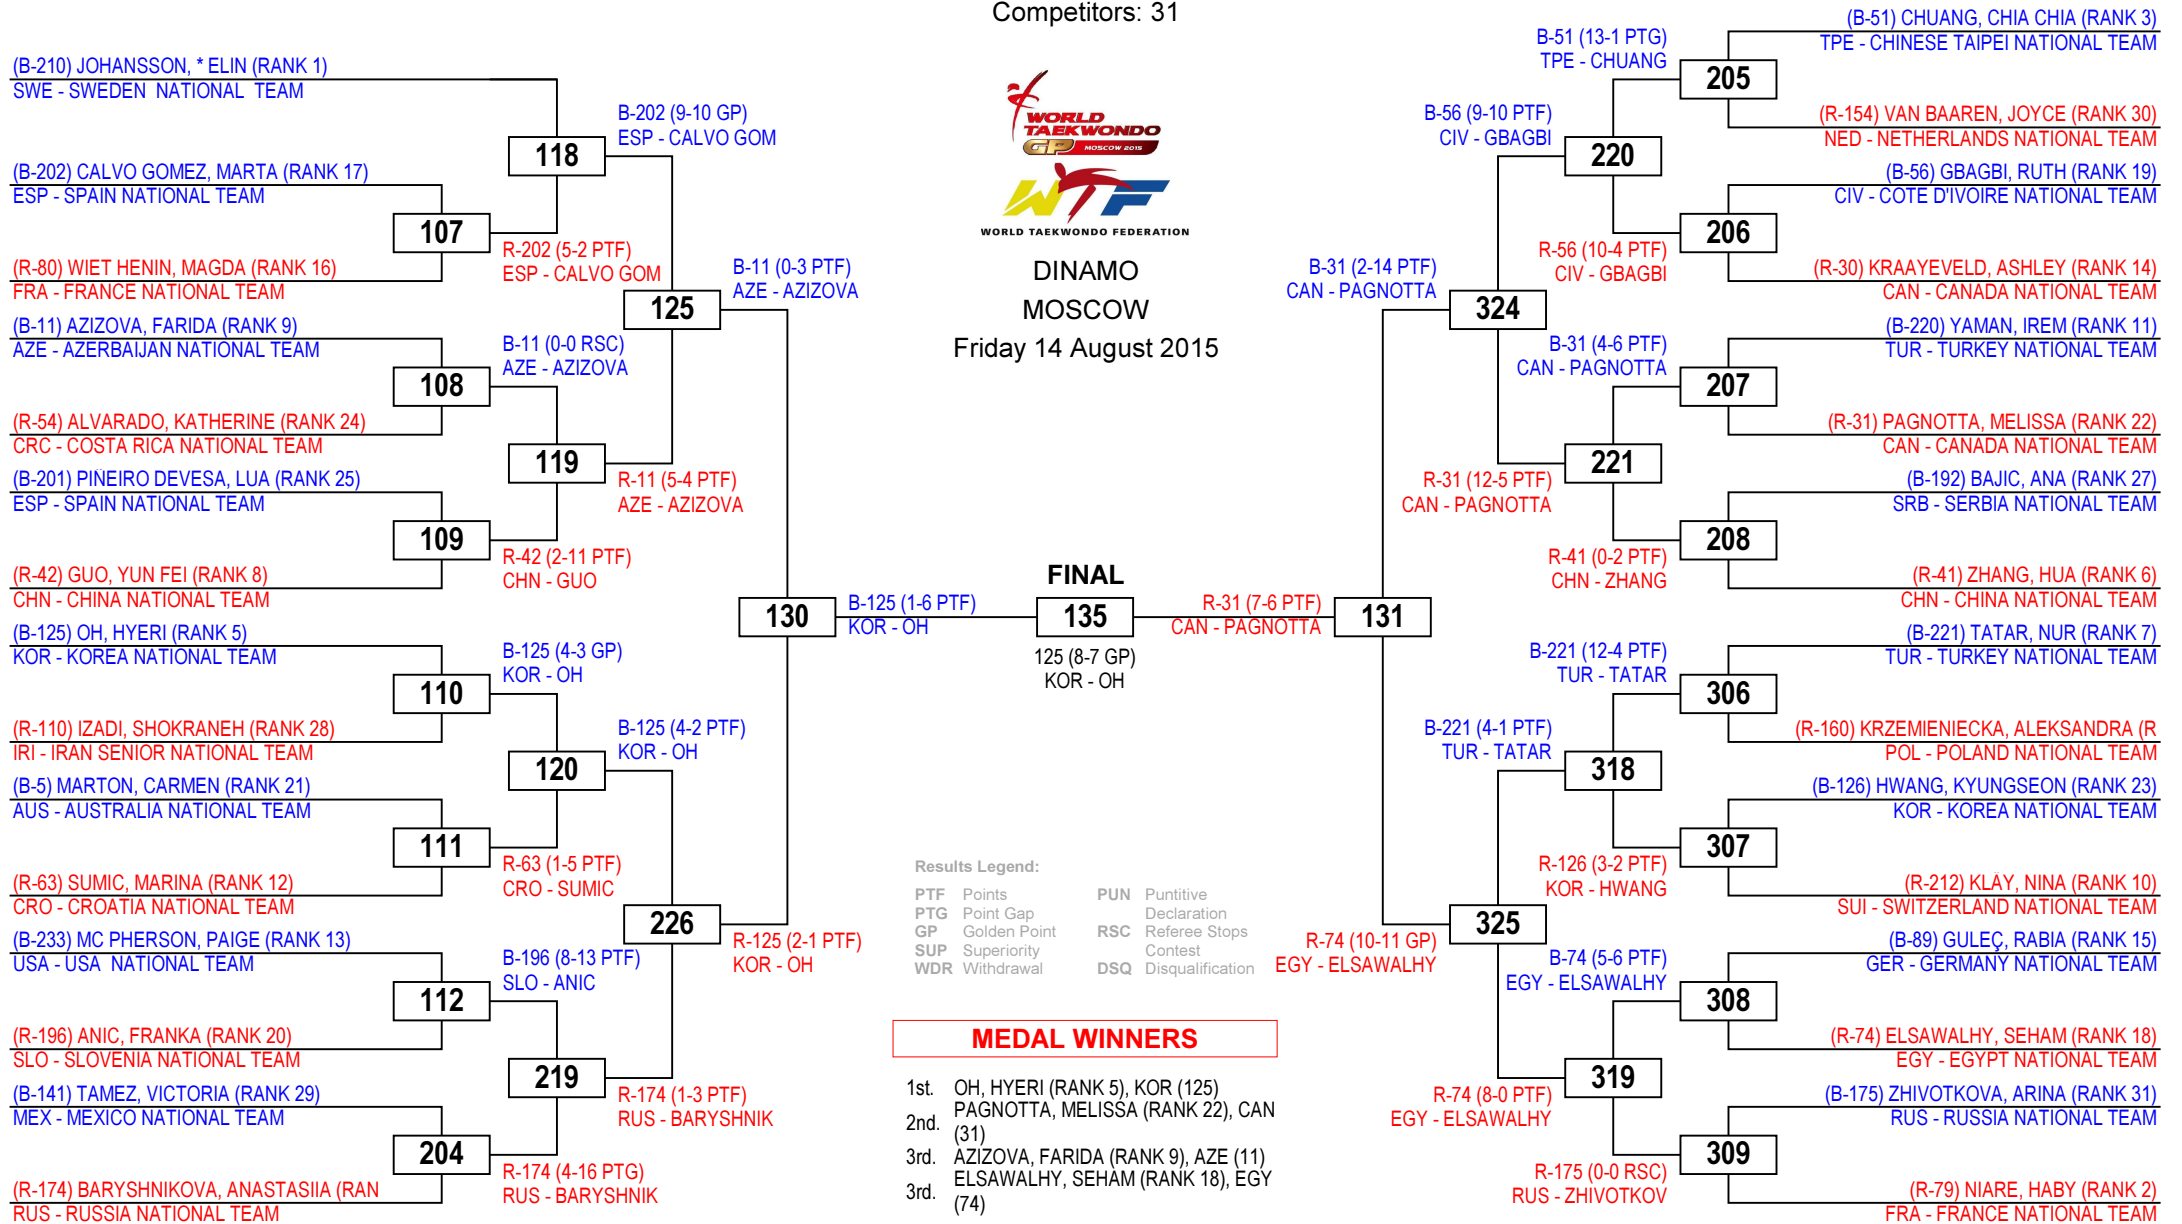 Competitors: 31
WORLD
TAEKWONDO
GP MOSCOW 2015
WTF
WORLD TAEKWONDO FEDERATION
DINAMO
MOSCOW
Friday 14 August 2015
(B-210) JOHANSSON, * ELIN (RANK 1)
SWE - SWEDEN NATIONAL TEAM
(B-202) CALVO GOMEZ, MARTA (RANK 17)
ESP - SPAIN NATIONAL TEAM
(R-80) WIET HENIN, MAGDA (RANK 16)
FRA - FRANCE NATIONAL TEAM
(B-11) AZIZOVA, FARIDA (RANK 9)
AZE - AZERBAIJAN NATIONAL TEAM
(R-54) ALVARADO, KATHERINE (RANK 24)
CRC - COSTA RICA NATIONAL TEAM
(B-201) PIÑEIRO DEVESA, LUA (RANK 25)
ESP - SPAIN NATIONAL TEAM
(R-42) GUO, YUN FEI (RANK 8)
CHN - CHINA NATIONAL TEAM
(B-125) OH, HYERI (RANK 5)
KOR - KOREA NATIONAL TEAM
(R-110) IZADI, SHOKRANEH (RANK 28)
IRI - IRAN SENIOR NATIONAL TEAM
(B-5) MARTON, CARMEN (RANK 21)
AUS - AUSTRALIA NATIONAL TEAM
(R-63) SUMIC, MARINA (RANK 12)
CRO - CROATIA NATIONAL TEAM
(B-233) MC PHERSON, PAIGE (RANK 13)
USA - USA NATIONAL TEAM
(R-196) ANIC, FRANKA (RANK 20)
SLO - SLOVENIA NATIONAL TEAM
(B-141) TAMEZ, VICTORIA (RANK 29)
MEX - MEXICO NATIONAL TEAM
(R-174) BARYSHNIKOVA, ANASTASIIA (RAN
RUS - RUSSIA NATIONAL TEAM
107
108
109
110
111
112
204
R-202 (5-2 PTF)
ESP - CALVO GOM
B-11 (0-0 RSC)
AZE - AZIZOVA
R-42 (2-11 PTF)
CHN - GUO
B-125 (4-3 GP)
KOR - OH
R-63 (1-5 PTF)
CRO - SUMIC
B-196 (8-13 PTF)
SLO - ANIC
R-174 (4-16 PTG)
RUS - BARYSHNIK
118
119
120
219
B-202 (9-10 GP)
ESP - CALVO GOM
R-11 (5-4 PTF)
AZE - AZIZOVA
B-125 (4-2 PTF)
KOR - OH
R-174 (1-3 PTF)
RUS - BARYSHNIK
125
226
B-11 (0-3 PTF)
AZE - AZIZOVA
R-125 (2-1 PTF)
KOR - OH
130
B-125 (1-6 PTF)
KOR - OH
FINAL
135
125 (8-7 GP)
KOR - OH
R-31 (7-6 PTF)
CAN - PAGNOTTA
131
B-31 (2-14 PTF)
CAN - PAGNOTTA
R-74 (10-11 GP)
EGY - ELSAWALHY
324
325
B-56 (9-10 PTF)
CIV - GBAGBI
R-31 (12-5 PTF)
CAN - PAGNOTTA
B-221 (4-1 PTF)
TUR - TATAR
R-74 (8-0 PTF)
EGY - ELSAWALHY
220
221
318
319
B-51 (13-1 PTG)
TPE - CHUANG
R-56 (10-4 PTF)
CIV - GBAGBI
B-31 (4-6 PTF)
CAN - PAGNOTTA
R-41 (0-2 PTF)
CHN - ZHANG
B-221 (12-4 PTF)
TUR - TATAR
R-126 (3-2 PTF)
KOR - HWANG
B-74 (5-6 PTF)
EGY - ELSAWALHY
R-175 (0-0 RSC)
RUS - ZHIVOTKOV
205
206
207
208
306
307
308
309
(B-51) CHUANG, CHIA CHIA (RANK 3)
TPE - CHINESE TAIPEI NATIONAL TEAM
(R-154) VAN BAAREN, JOYCE (RANK 30)
NED - NETHERLANDS NATIONAL TEAM
(B-56) GBAGBI, RUTH (RANK 19)
CIV - COTE D'IVOIRE NATIONAL TEAM
(R-30) KRAAYEVELD, ASHLEY (RANK 14)
CAN - CANADA NATIONAL TEAM
(B-220) YAMAN, IREM (RANK 11)
TUR - TURKEY NATIONAL TEAM
(R-31) PAGNOTTA, MELISSA (RANK 22)
CAN - CANADA NATIONAL TEAM
(B-192) BAJIC, ANA (RANK 27)
SRB - SERBIA NATIONAL TEAM
(R-41) ZHANG, HUA (RANK 6)
CHN - CHINA NATIONAL TEAM
(B-221) TATAR, NUR (RANK 7)
TUR - TURKEY NATIONAL TEAM
(R-160) KRZEMIENIECKA, ALEKSANDRA (R
POL - POLAND NATIONAL TEAM
(B-126) HWANG, KYUNGSEON (RANK 23)
KOR - KOREA NATIONAL TEAM
(R-212) KLÄY, NINA (RANK 10)
SUI - SWITZERLAND NATIONAL TEAM
(B-89) GULEÇ, RABIA (RANK 15)
GER - GERMANY NATIONAL TEAM
(R-74) ELSAWALHY, SEHAM (RANK 18)
EGY - EGYPT NATIONAL TEAM
(B-175) ZHIVOTKOVA, ARINA (RANK 31)
RUS - RUSSIA NATIONAL TEAM
(R-79) NIARE, HABY (RANK 2)
FRA - FRANCE NATIONAL TEAM
Results Legend:
PTF Points PUN Puntitive
PTG Point Gap Declaration
GP Golden Point RSC Referee Stops
SUP Superiority Contest
WDR Withdrawal DSQ Disqualification
MEDAL WINNERS
1st. OH, HYERI (RANK 5), KOR (125)
2nd. PAGNOTTA, MELISSA (RANK 22), CAN
(31)
3rd. AZIZOVA, FARIDA (RANK 9), AZE (11)
3rd. ELSAWALHY, SEHAM (RANK 18), EGY
(74)